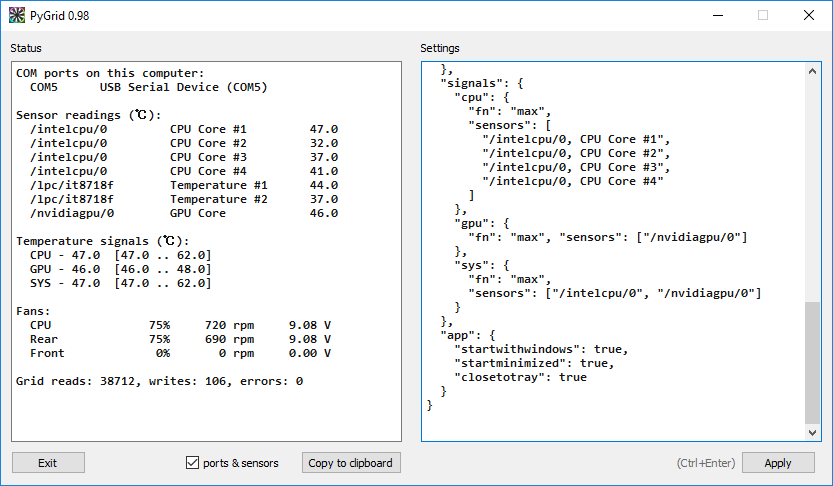 PyGrid 0.98
Status
COM ports on this computer:
COM5 USB Serial Device (COM5)
Sensor readings (℃):
/intelcpu/0 CPU Core #1 47.0
/intelcpu/0 CPU Core #2 32.0
/intelcpu/0 CPU Core #3 37.0
/intelcpu/0 CPU Core #4 41.0
/lpc/it8718f Temperature #1 44.0
/lpc/it8718f Temperature #2 37.0
/nvidiagpu/0 GPU Core 46.0
Temperature signals (℃):
CPU - 47.0 [47.0 .. 62.0]
GPU - 46.0 [46.0 .. 48.0]
SYS - 47.0 [47.0 .. 62.0]
Fans:
CPU 75% 720 rpm 9.08 V
Rear 75% 690 rpm 9.08 V
Front 0% 0 rpm 0.00 V
Grid reads: 38712, writes: 106, errors: 0
Settings
},
"signals": {
"cpu": {
"fn": "max",
"sensors": [
"/intelcpu/0, CPU Core #1",
"/intelcpu/0, CPU Core #2",
"/intelcpu/0, CPU Core #3",
"/intelcpu/0, CPU Core #4"
]
},
"gpu": {
"fn": "max", "sensors": ["/nvidiagpu/0"]
},
"sys": {
"fn": "max",
"sensors": ["/intelcpu/0", "/nvidiagpu/0"]
}
},
"app": {
"startwithwindows": true,
"startminimized": true,
"closetotray": true
}
}
Exit
ports & sensors
Copy to clipboard
(Ctrl+Enter)
Apply